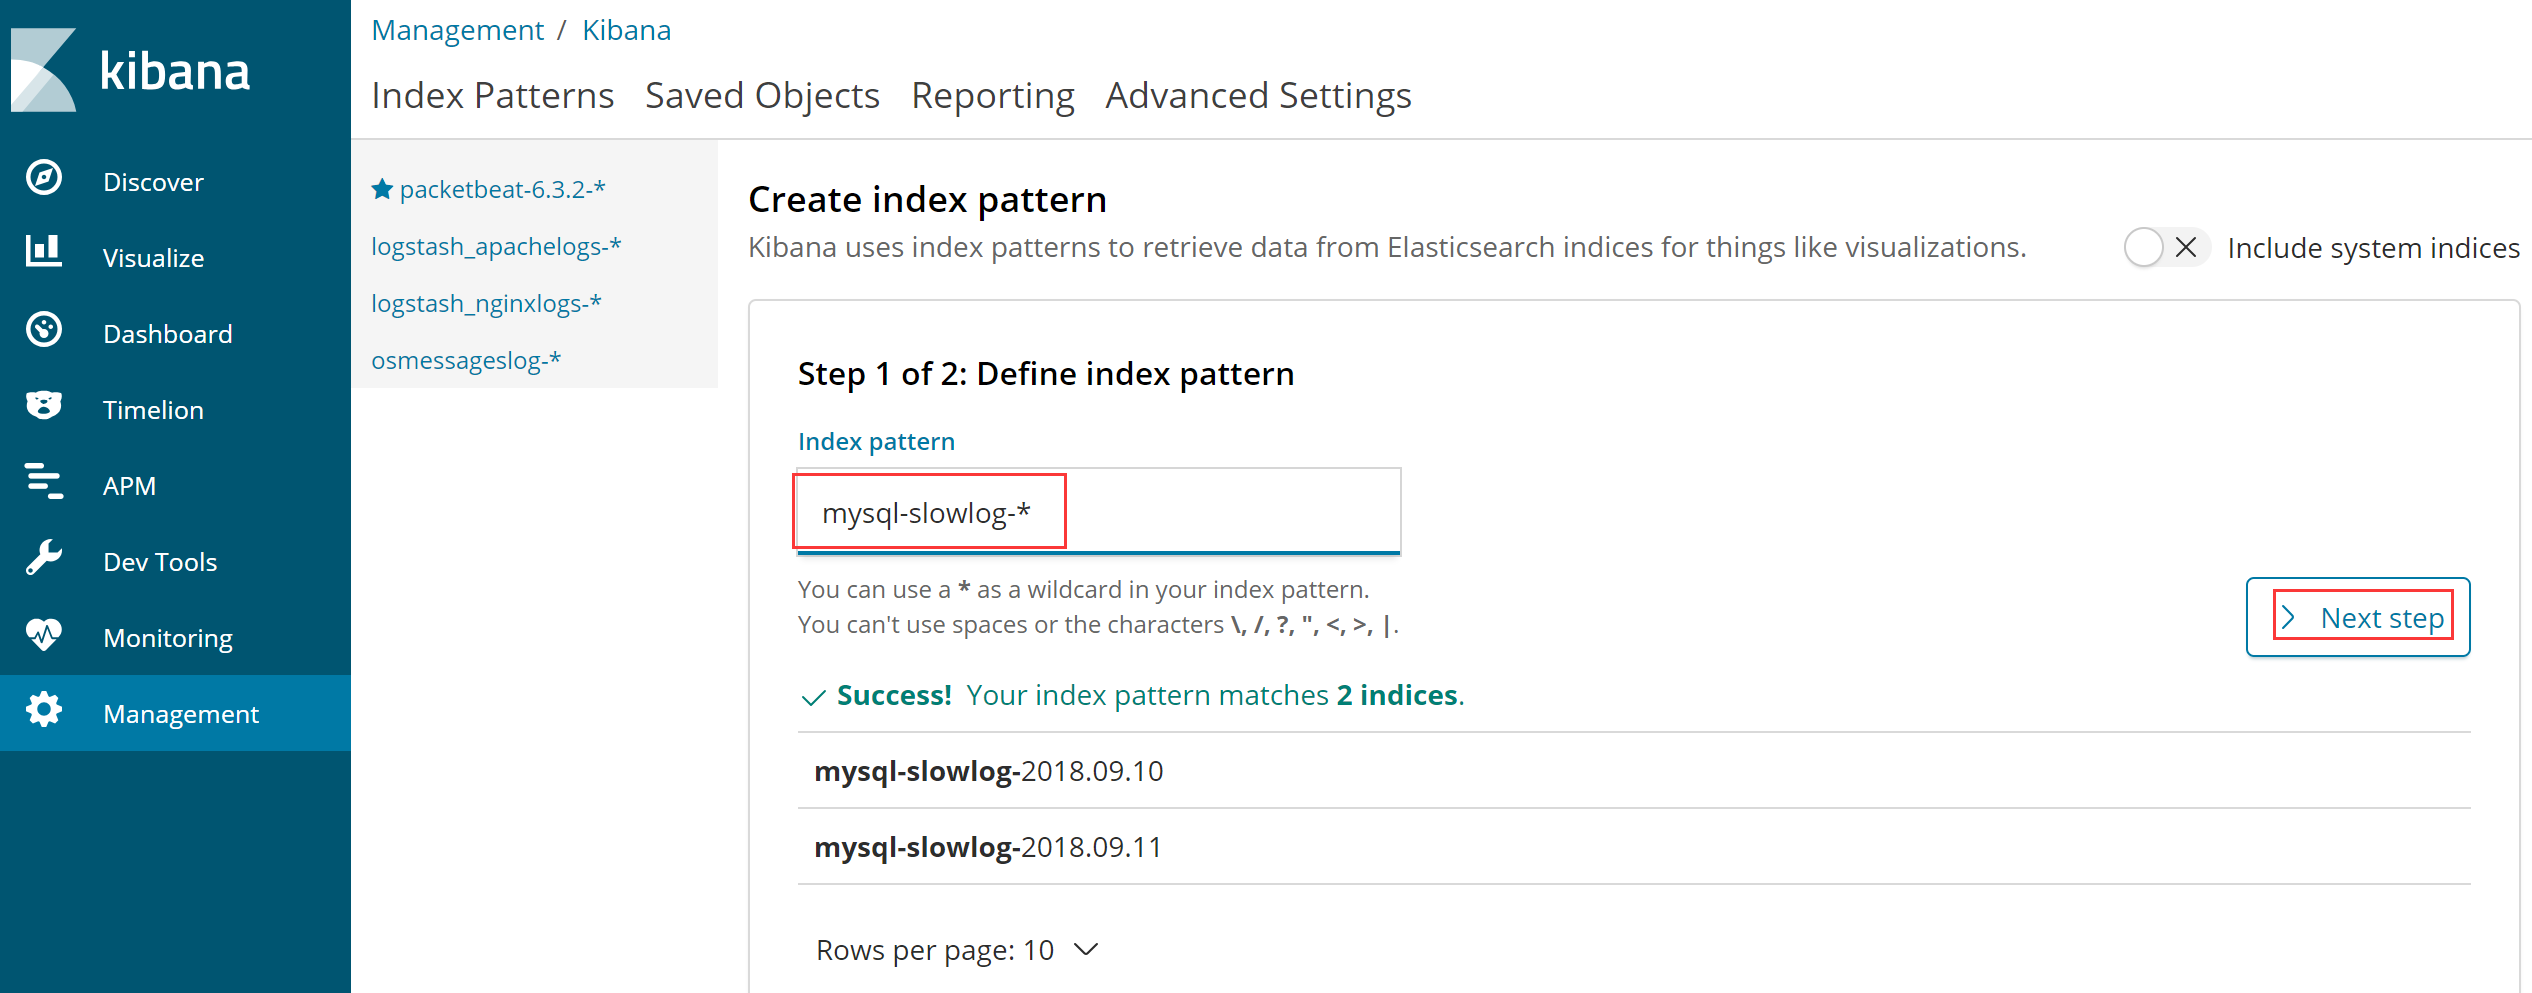 kibana
Discover
Visualize
Dashboard
Timelion
APM
Dev Tools
Monitoring
Management
Management / Kibana
Index Patterns Saved Objects Reporting Advanced Settings
packetbeat-6.3.2-*
logstash_apachelogs-*
logstash_nginxlogs-*
osmessageslog-*
Create index pattern
Kibana uses index patterns to retrieve data from Elasticsearch indices for things like visualizations.
Include system indices
Step 1 of 2: Define index pattern
Index pattern
mysql-slowlog-*
You can use a * as a wildcard in your index pattern.
You can't use spaces or the characters \, /, ?, ", <, >, |.
Next step
Success! Your index pattern matches 2 indices.
mysql-slowlog-2018.09.10
mysql-slowlog-2018.09.11
Rows per page: 10